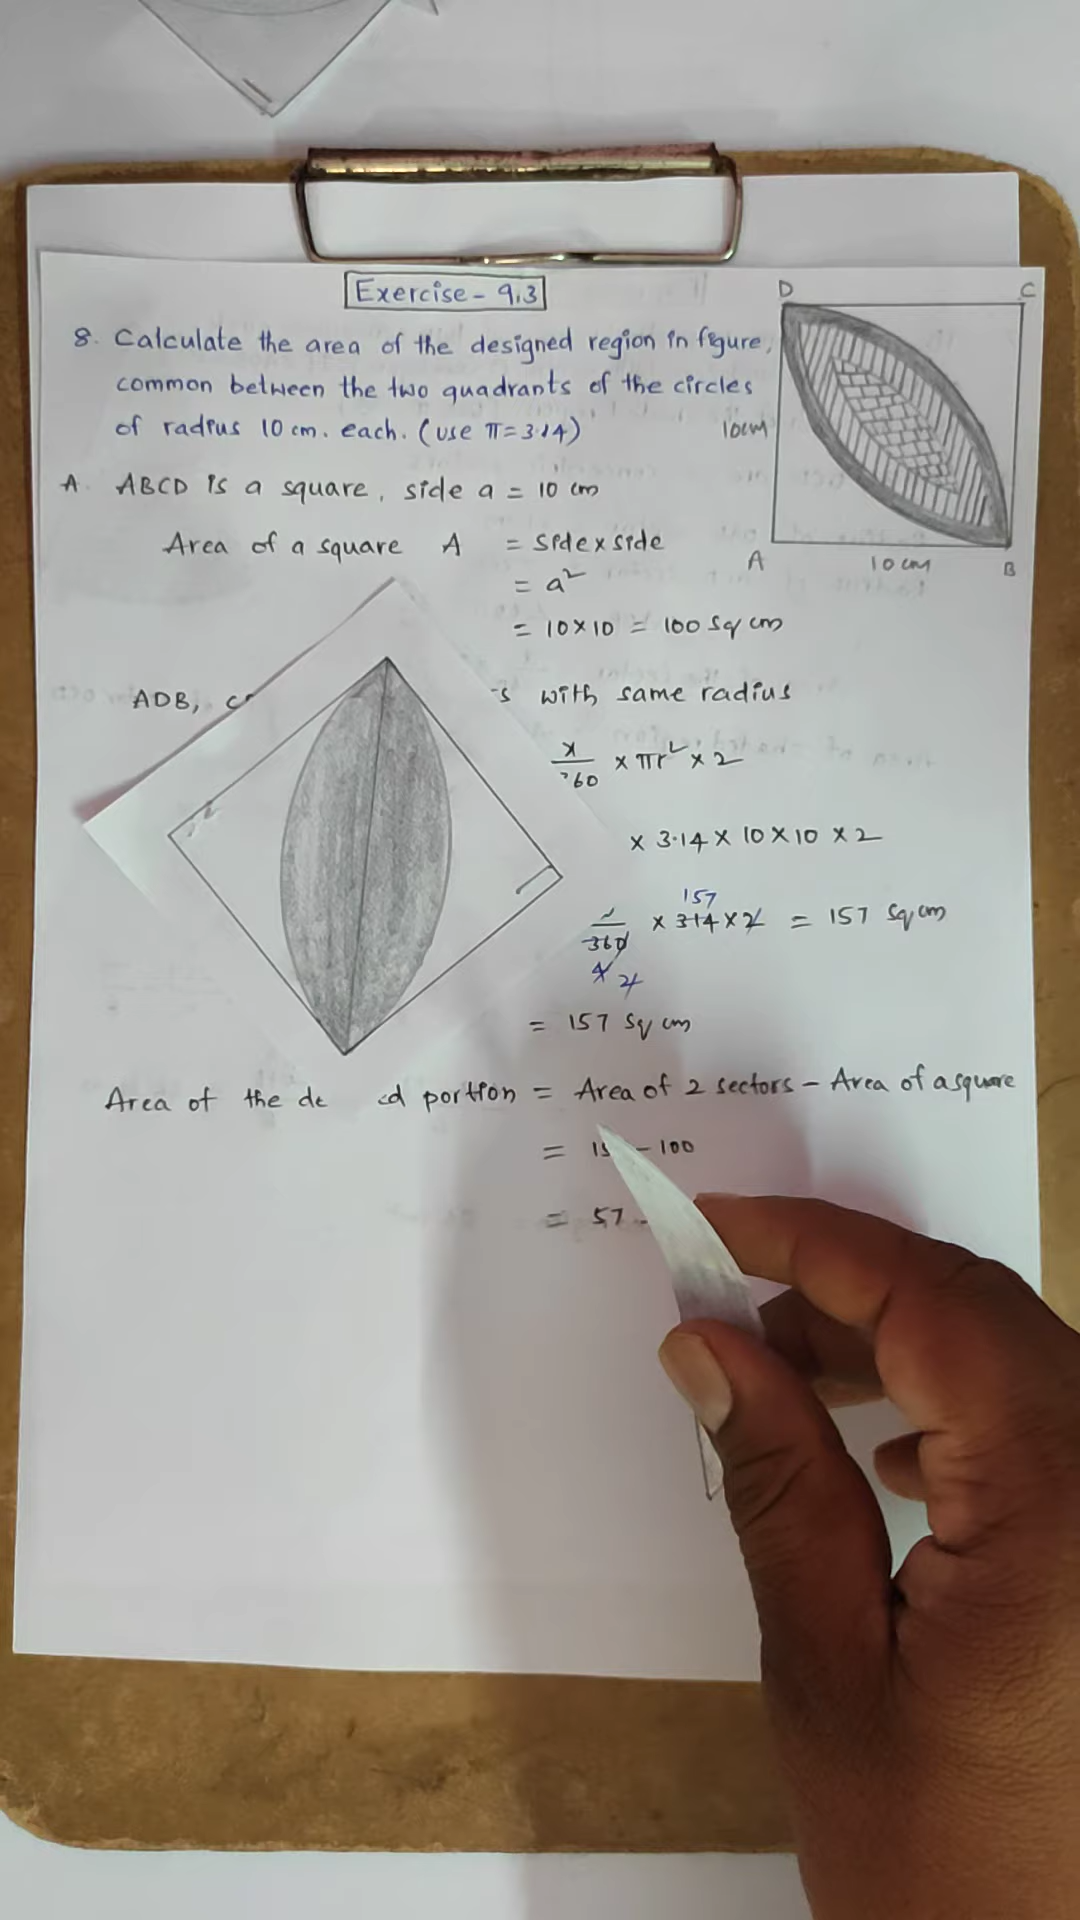 Exercise - 9.3
8. Calculate the area of the designed region in figure,
common between the two quadrants of the circles
of radius 10 cm. each. (use π = 3.14)
D
C
10cm
A
10 cm
B
A. ABCD is a square, side a = 10 cm
Area of a square A = side x side
= a²
= 10 x 10 = 100 sq cm
ADB, with same radius
x/360 x πr² x 2
x 3.14 x 10 x 10 x 2
157
/360 x 314 x 2 = 157 sq cm
4 2
= 157 sq cm
Area of the portion = Area of 2 sectors - Area of a square
= - 100
= 57